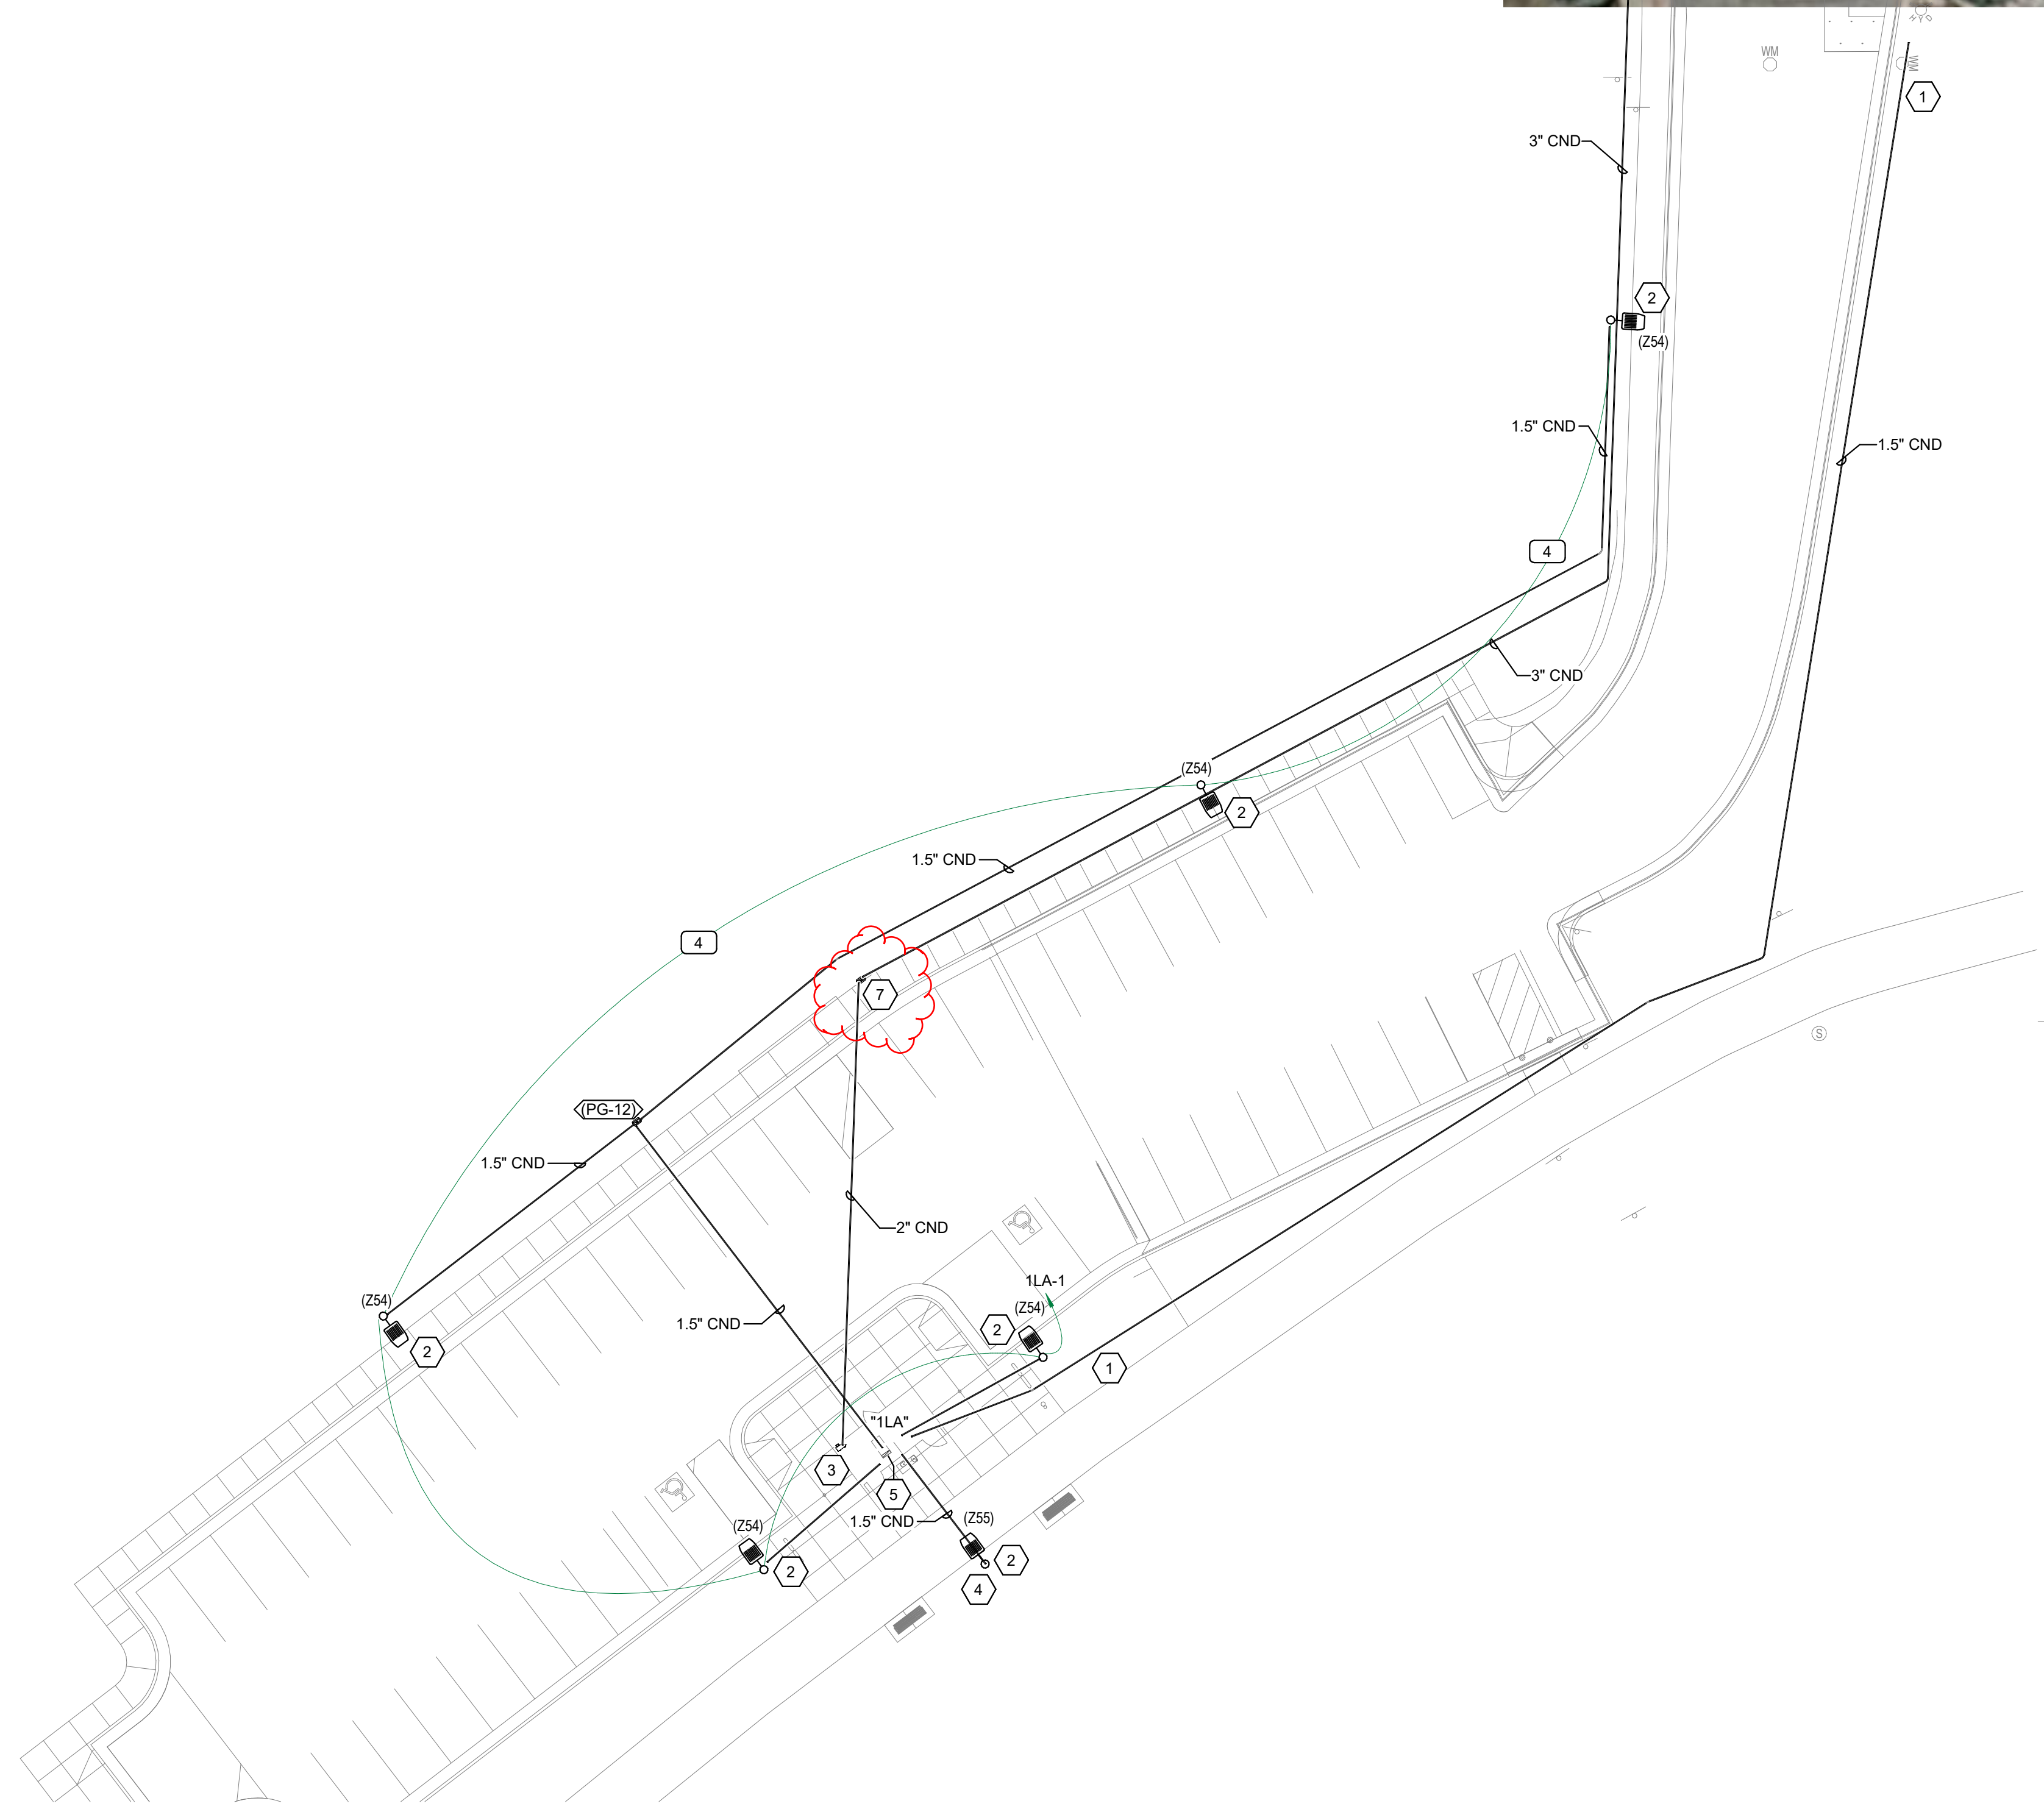 HYD
WM
WM
1
3" CND
2
(Z54)
1.5" CND
1.5" CND
4
3" CND
(Z54)
2
1.5" CND
4
7
S
(PG-12)
1.5" CND
2" CND
1LA-1
(Z54)
(Z54)
2
1.5" CND
2
1
"1LA"
3
5
1.5" CND
(Z55)
(Z54)
2
2
4